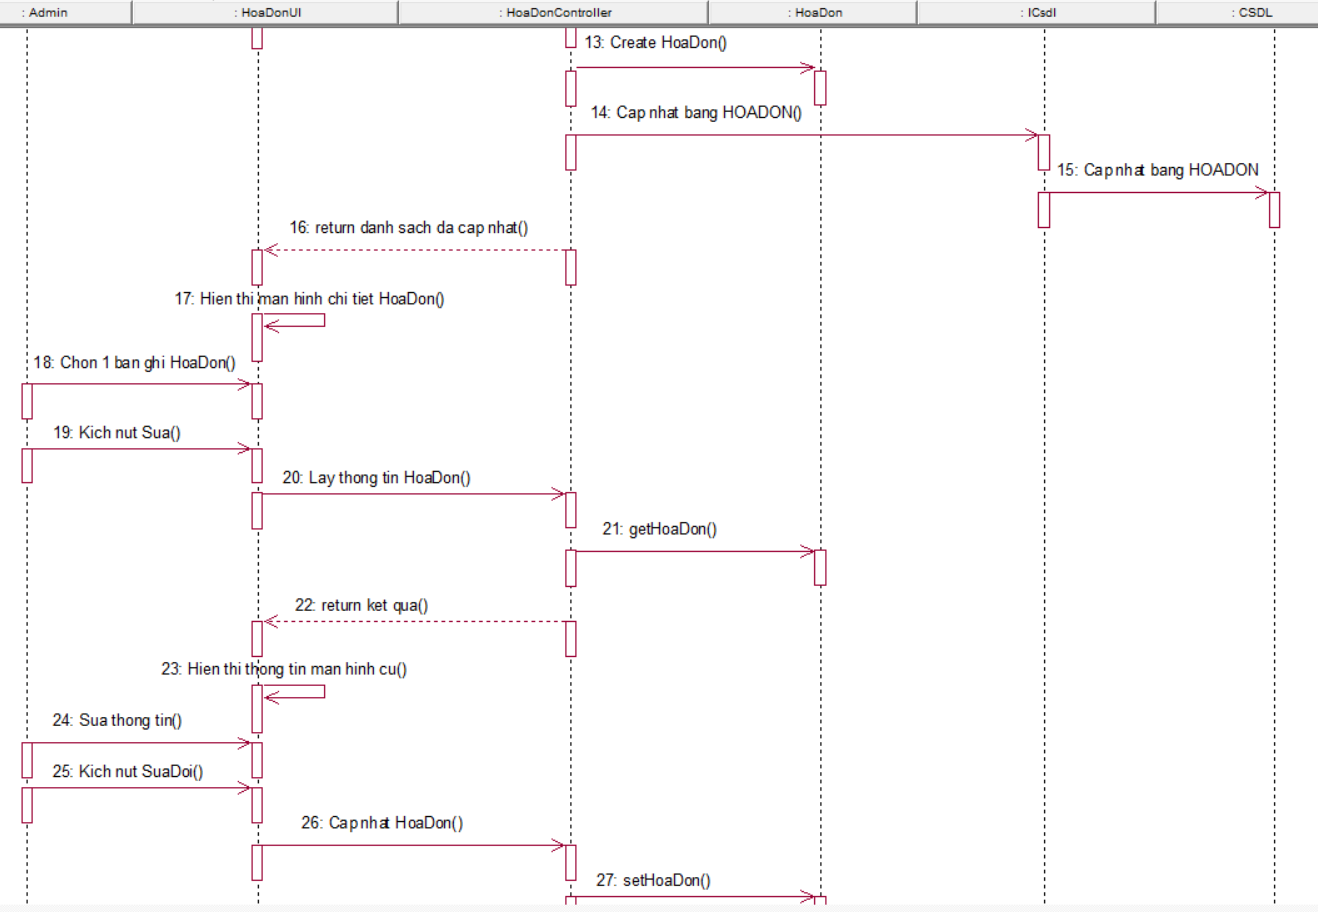 : Admin
: HoaDonUI
: HoaDonController
: HoaDon
: ICsdl
: CSDL
13: Create HoaDon()
14: Cap nhat bang HOADON()
15: Cap nhat bang HOADON
16: return danh sach da cap nhat()
17: Hien thi man hinh chi tiet HoaDon()
18: Chon 1 ban ghi HoaDon()
19: Kich nut Sua()
20: Lay thong tin HoaDon()
21: getHoaDon()
22: return ket qua()
23: Hien thi thong tin man hinh cu()
24: Sua thong tin()
25: Kich nut SuaDoi()
26: Cap nhat HoaDon()
27: setHoaDon()